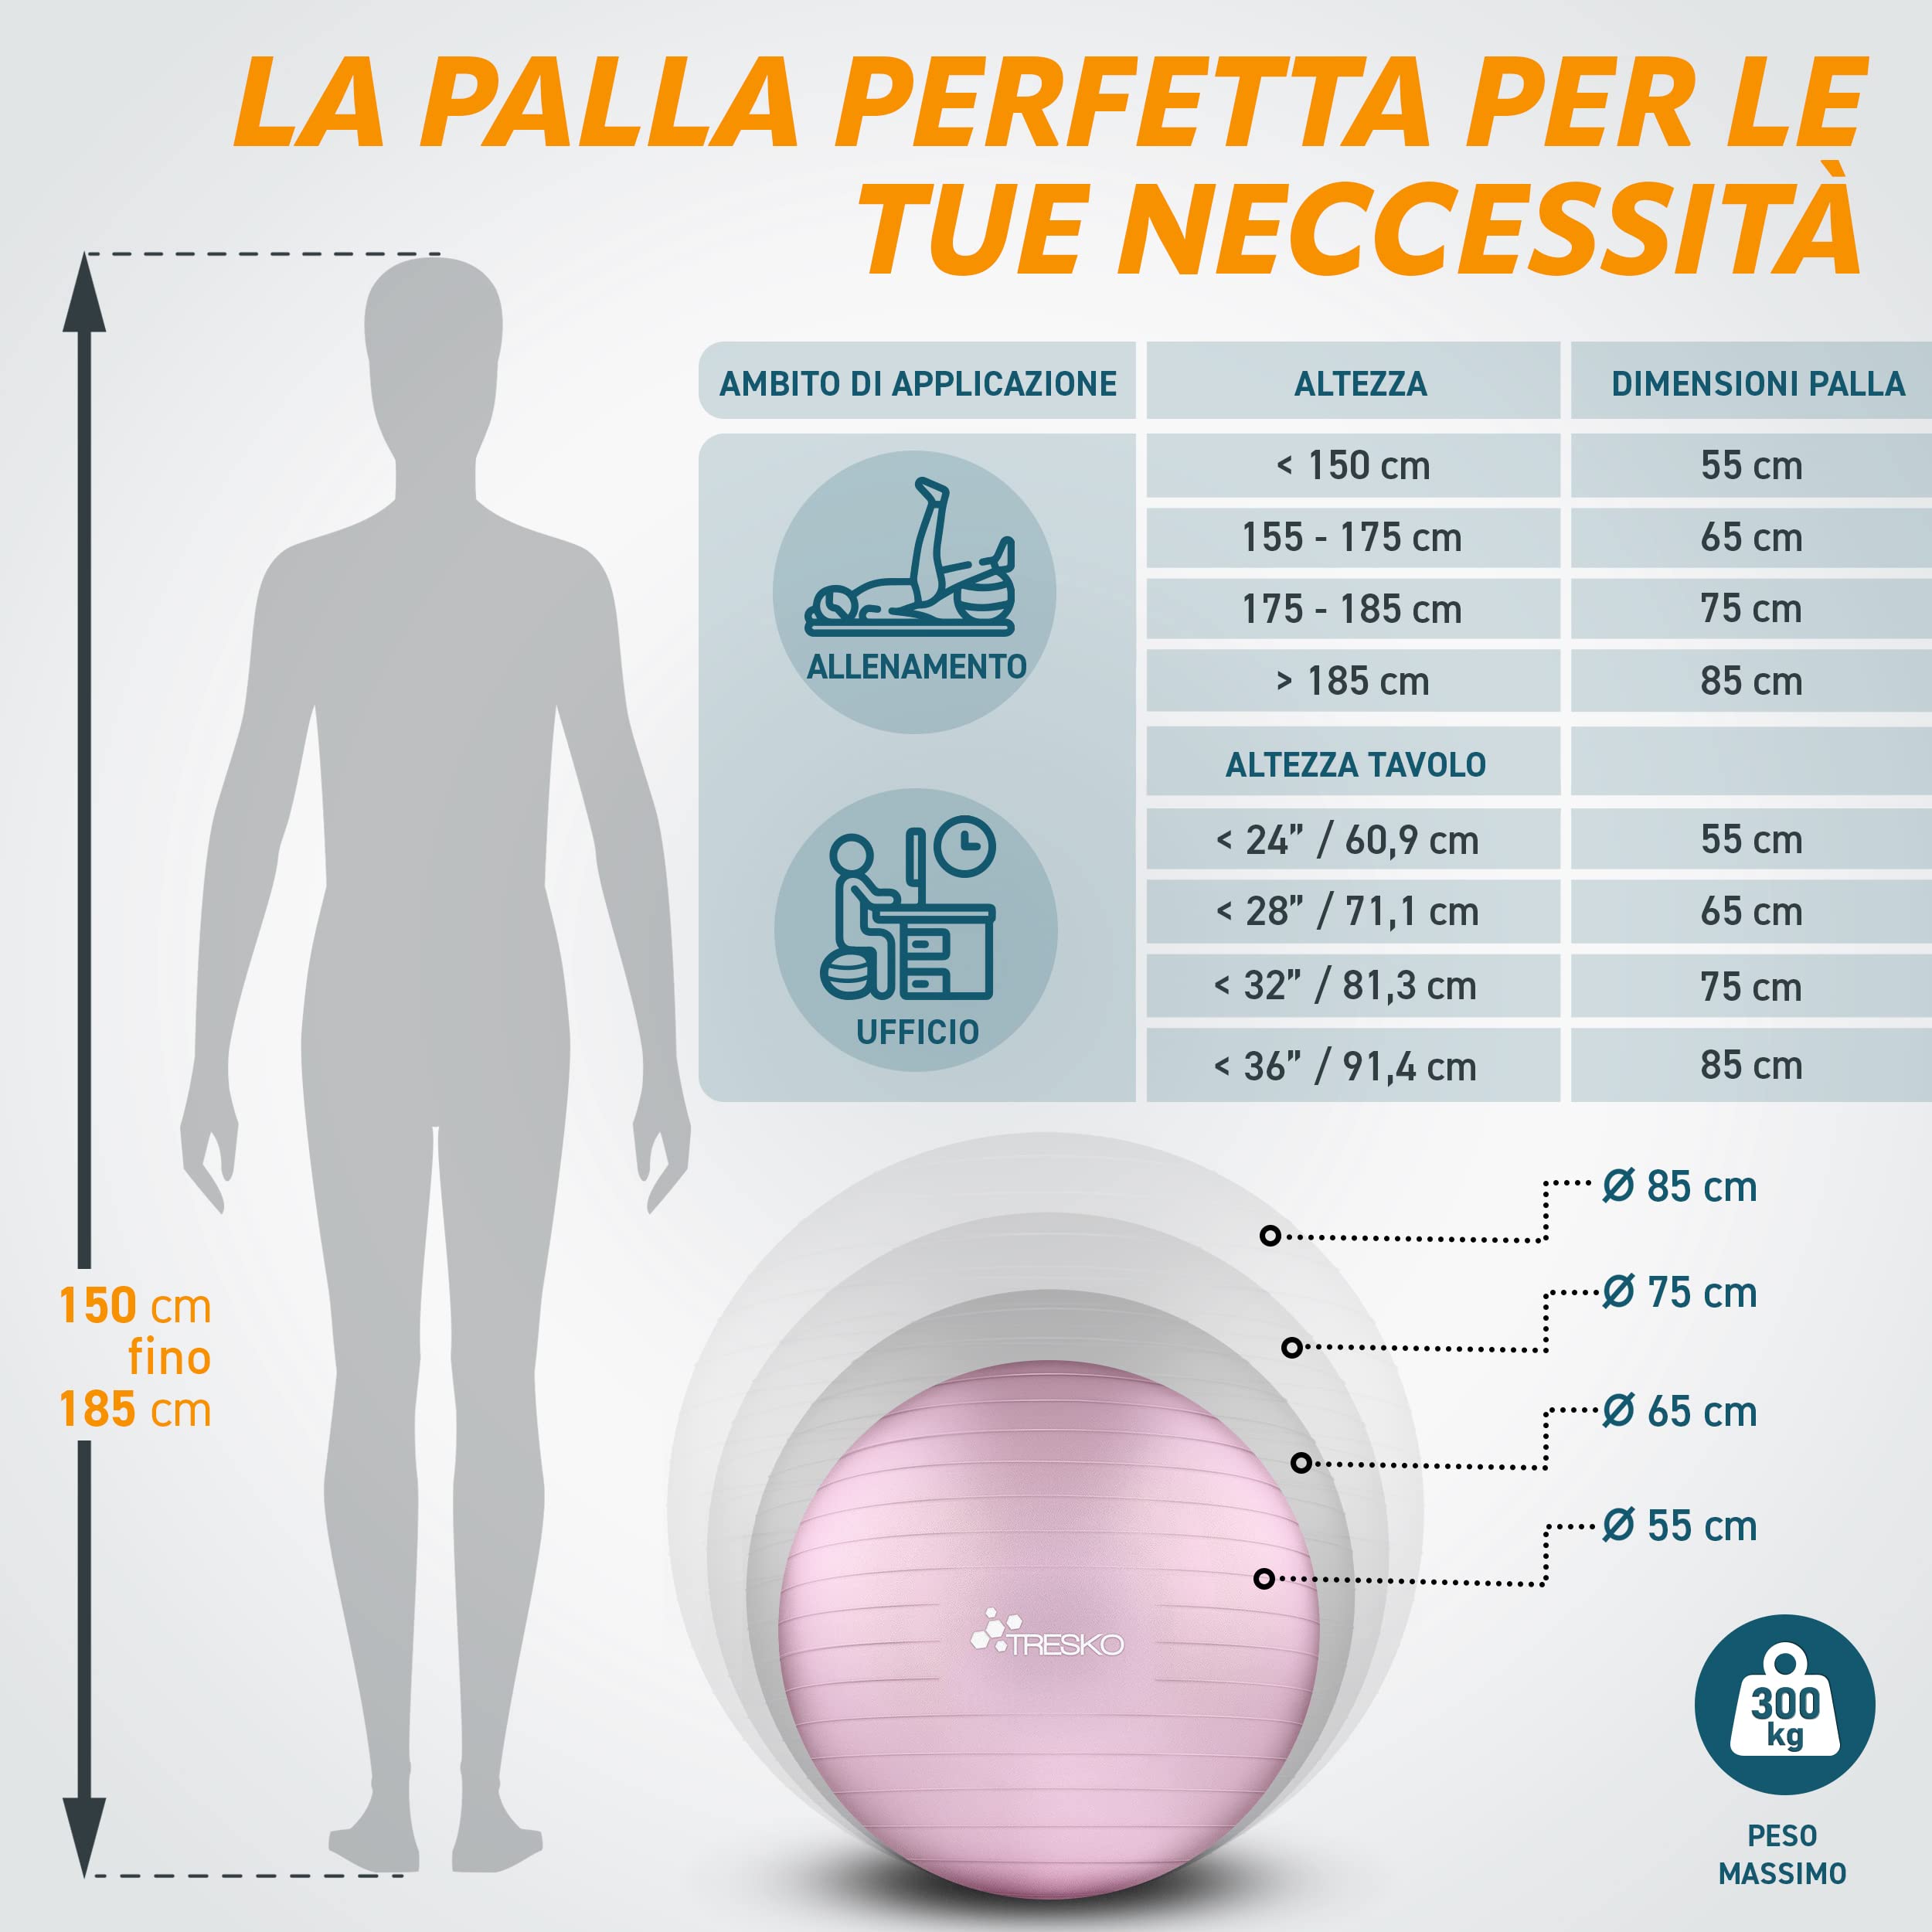 LA PALLA PERFETTA PER LE
TUE NECCESSITÀ
AMBITO DI APPLICAZIONE
ALTEZZA
DIMENSIONI PALLA
ALLENAMENTO
< 150 cm
55 cm
155 - 175 cm
65 cm
175 - 185 cm
75 cm
> 185 cm
85 cm
ALTEZZA TAVOLO
UFFICIO
< 24” / 60,9 cm
55 cm
< 28” / 71,1 cm
65 cm
< 32” / 81,3 cm
75 cm
< 36” / 91,4 cm
85 cm
150 cm
fino
185 cm
Ø 85 cm
Ø 75 cm
Ø 65 cm
Ø 55 cm
TRESKO
300
kg
PESO
MASSIMO